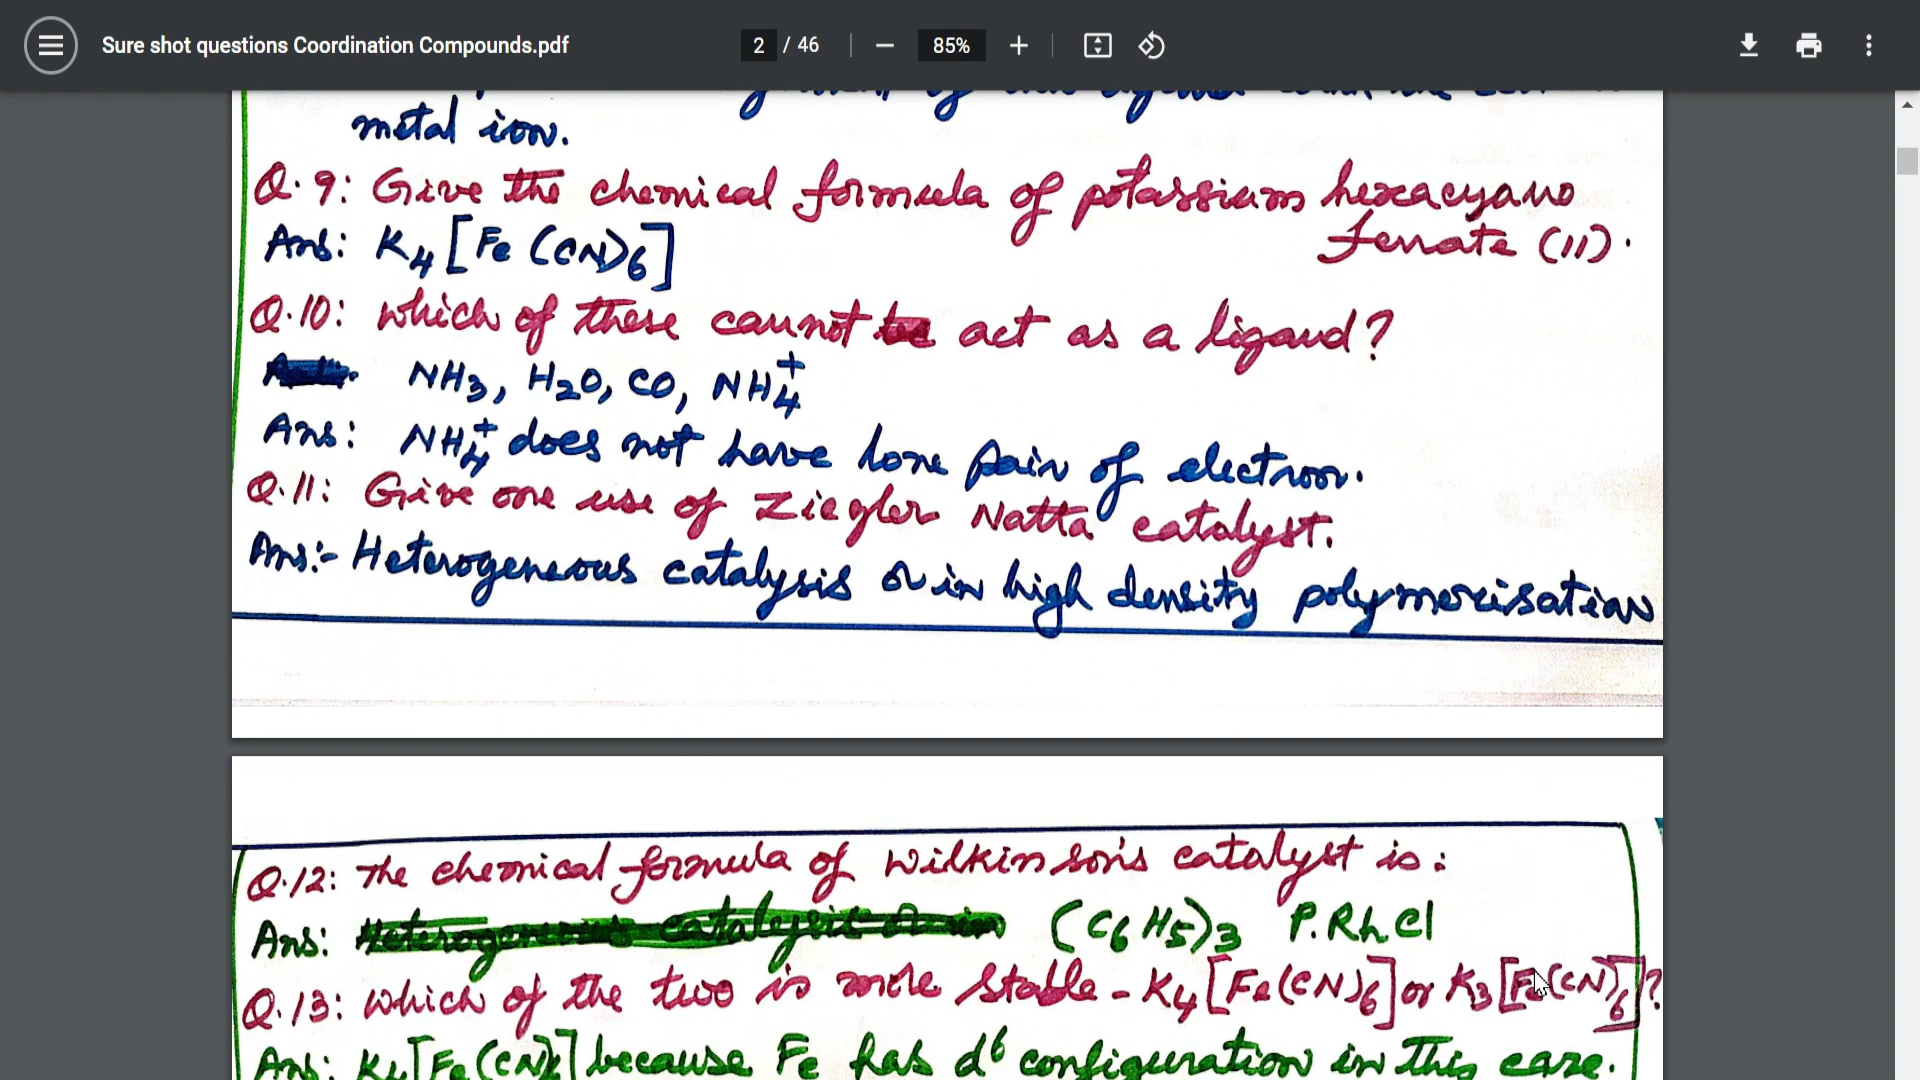 Sure shot questions Coordination Compounds.pdf
2 / 46
85%
metal ion.
Q.9: Give the chemical formula of potassium hexacyano
ferrate (II).
Ans: K4[Fe(CN)6]
Q.10: Which of these cannot act as a ligand?
NH3, H2O, CO, NH4+
Ans: NH4+ does not have lone pair of electron.
Q.11: Give one use of Ziegler Natta catalyst.
Ans:- Heterogeneous catalysis or in high density polymerisation
Q.12: The chemical formula of Wilkinson's catalyst is:
Ans: (C6H5)3 P.RhCl
Q.13: Which of the two is more stable - K4[Fe(CN)6] or K3[Fe(CN)6]?
Ans: K4[Fe(CN)6] because Fe has d6 configuration in this case.